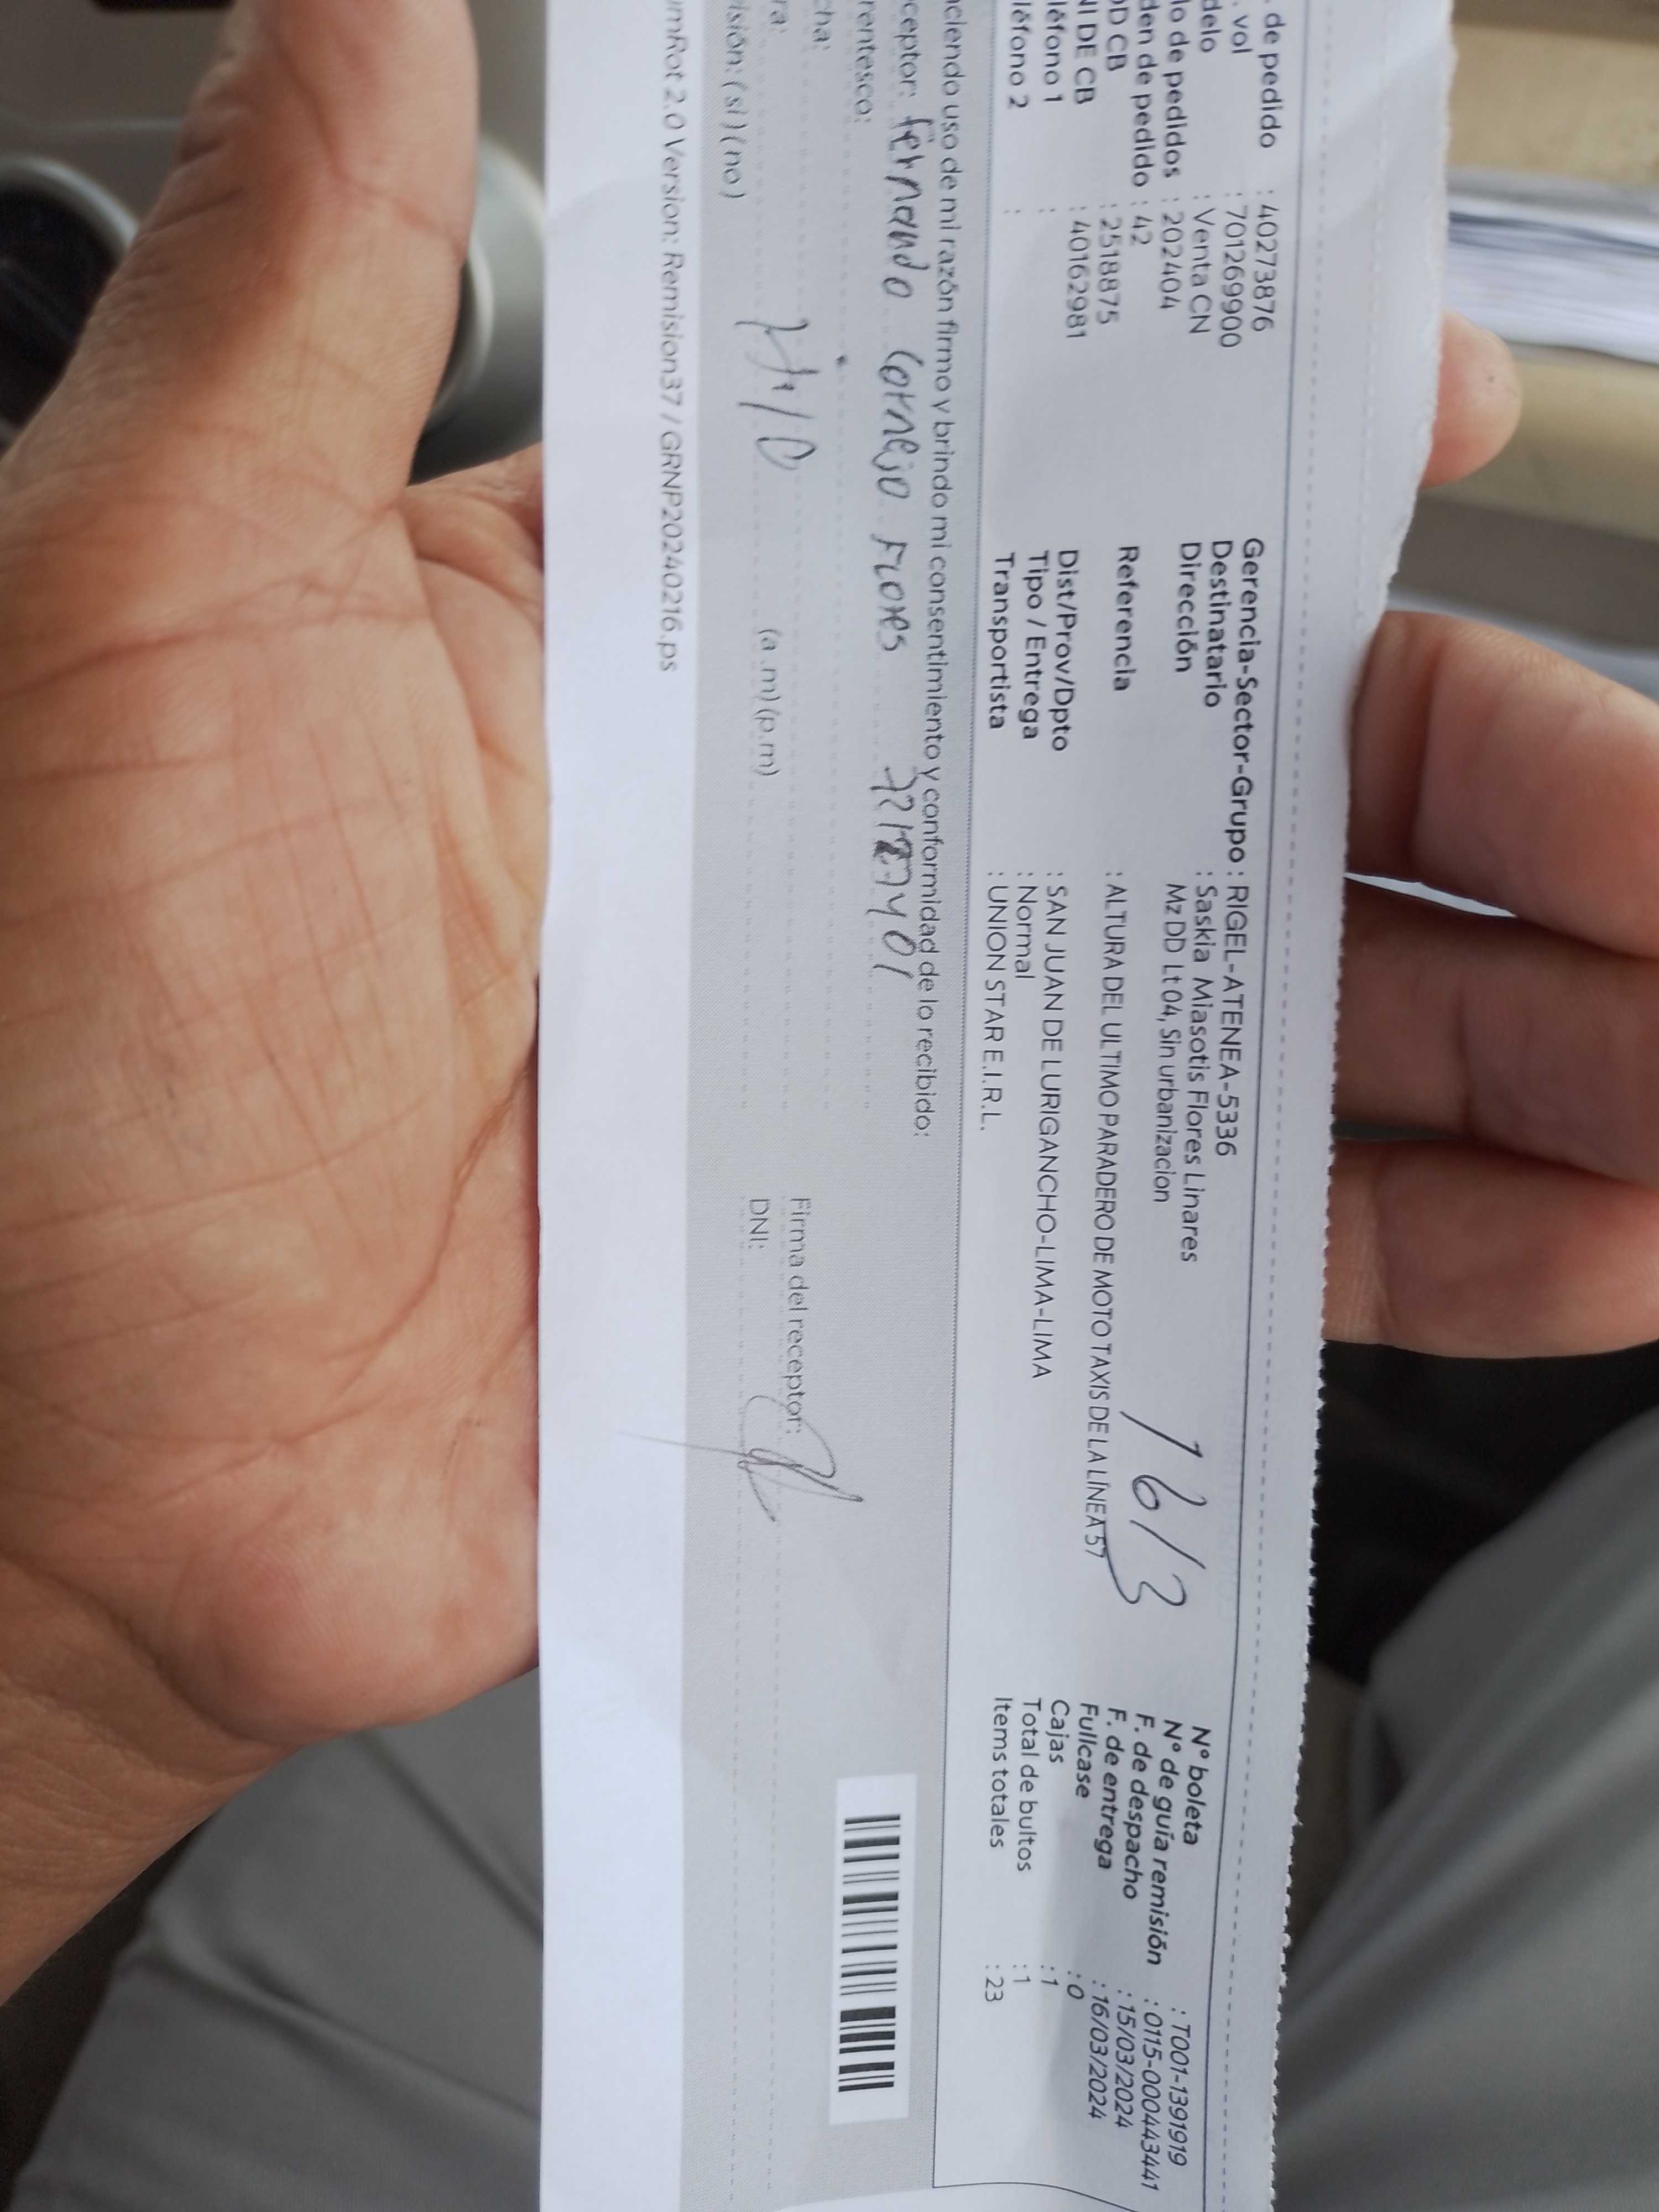 de pedido : 40273876
. vol : 701269900
delo : Venta CN
lo de pedidos : 202404
den de pedido : 42
OD CB : 2518875
NI DE CB : 40162981
léfono 1 :
léfono 2 :
Gerencia-Sector-Grupo : RIGEL-ATENEA-5336
Destinatario : Saskia Miasotis Flores Linares
Dirección Mz DD Lt 04, Sin urbanizacion
Referencia : ALTURA DEL ULTIMO PARADERO DE MOTO TAXIS DE LA LÍNEA 57
Dist/Prov/Dpto : SAN JUAN DE LURIGANCHO-LIMA-LIMA
Tipo / Entrega : Normal
Transportista : UNION STAR E.I.R.L.
16/3
N° boleta : T001-1391919
N° de guía remisión : 0115-000443441
F. de despacho : 15/03/2024
F. de entrega : 16/03/2024
Fullcase : 0
Cajas : 1
Total de bultos : 1
Items totales : 23
ciendo uso de mi razón firmo y brindo mi consentimiento y conformidad de lo recibido:
ceptor: fernando Cornejo Flores
rentesco:
cha:
ra: (a .m) (p.m)
isión: ( si ) ( no )
Firma del receptor:
DNI:
mRot 2.0 Version: Remision37 / GRNP20240216.ps